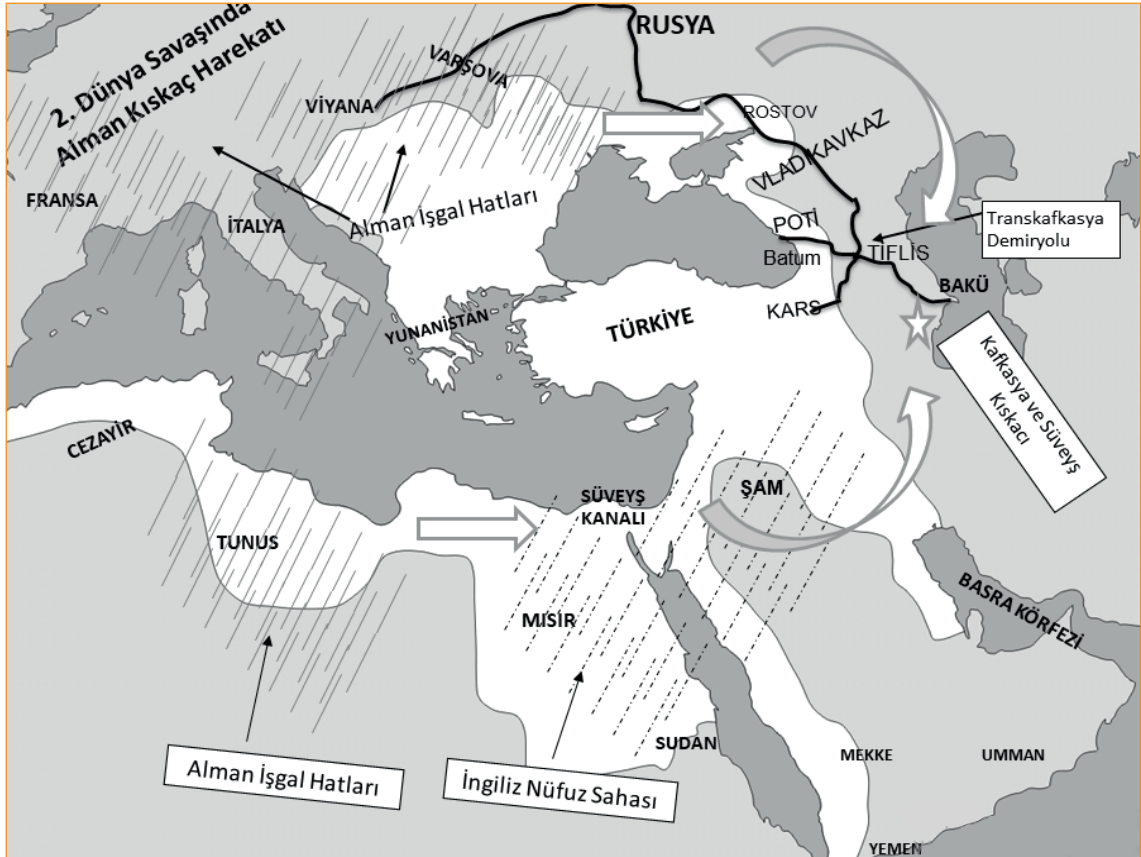 2. Dünya Savaşında
Alman Kıskaç Harekatı
RUSYA
VARŞOVA
VİYANA
ROSTOV
VLADİKAVKAZ
FRANSA
İTALYA
Alman İşgal Hatları
POTİ
Batum
TİFLİS
Transkafkasya
Demiryolu
BAKÜ
KARS
YUNANİSTAN
TÜRKİYE
Kafkasya ve Süveyş
Kıskacı
CEZAYİR
ŞAM
SÜVEYŞ
KANALI
TUNUS
MISIR
BASRA KÖRFEZİ
SUDAN
MEKKE
UMMAN
Alman İşgal Hatları
İngiliz Nüfuz Sahası
YEMEN